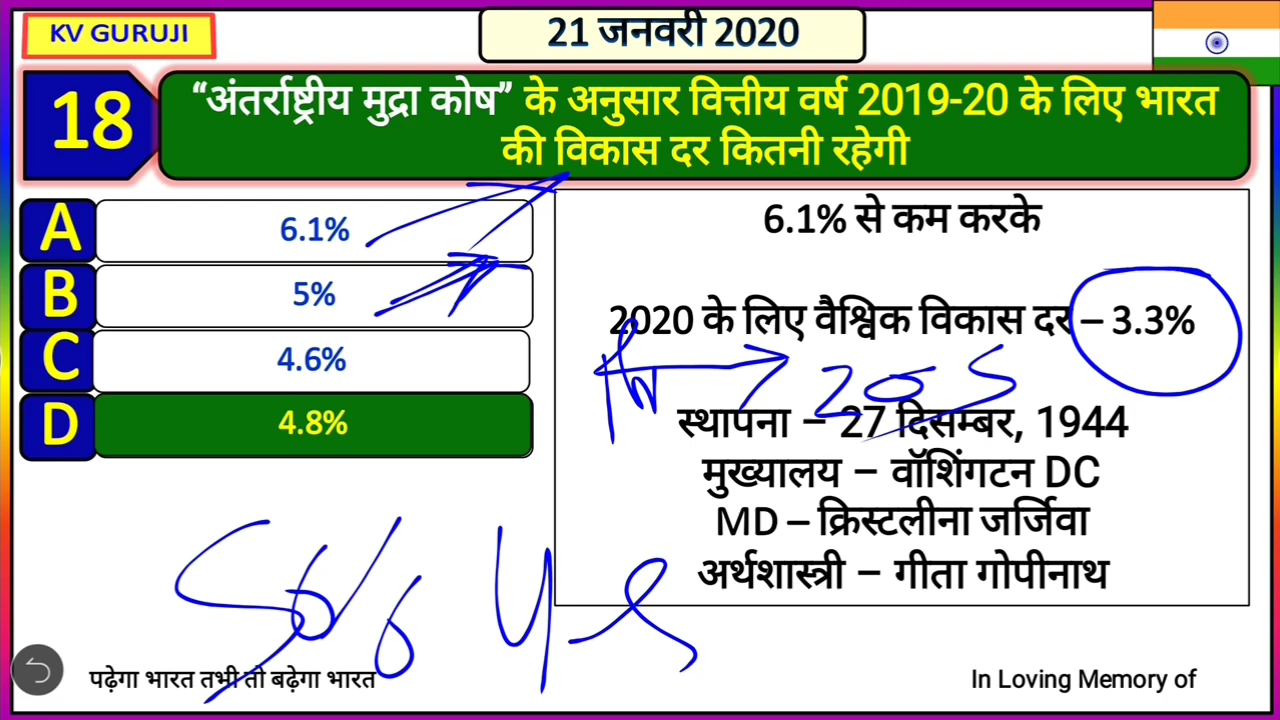 KV GURUJI
21 जनवरी 2020
18
“अंतर्राष्ट्रीय मुद्रा कोष” के अनुसार वित्तीय वर्ष 2019-20 के लिए भारत
की विकास दर कितनी रहेगी
A 6.1%
B 5%
C 4.6%
D 4.8%
6.1% से कम करके
2020 के लिए वैश्विक विकास दर – 3.3%
स्थापना – 27 दिसम्बर, 1944
मुख्यालय – वॉशिंगटन DC
MD – क्रिस्टलीना जर्जिवा
अर्थशास्त्री – गीता गोपीनाथ
पढ़ेगा भारत तभी तो बढ़ेगा भारत
In Loving Memory of